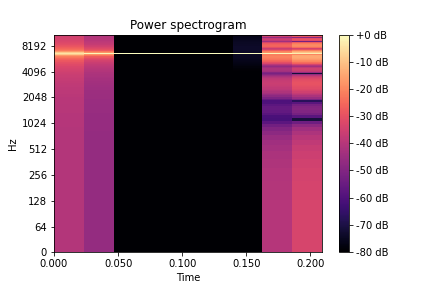 Power spectrogram
8192
4096
2048
1024
512
256
128
64
0
Hz
0.000 0.050 0.100 0.150 0.200
Time
+0 dB
-10 dB
-20 dB
-30 dB
-40 dB
-50 dB
-60 dB
-70 dB
-80 dB